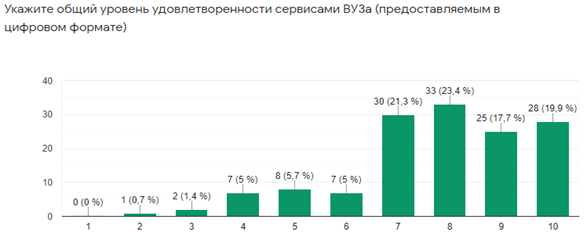 Укажите общий уровень удовлетворенности сервисами ВУЗа (предоставляемым в
цифровом формате)
40
30
20
10
0
0 (0 %)
1 (0,7 %)
2 (1,4 %)
7 (5 %)
8 (5,7 %)
7 (5 %)
30 (21,3 %)
33 (23,4 %)
25 (17,7 %)
28 (19,9 %)
1 2 3 4 5 6 7 8 9 10